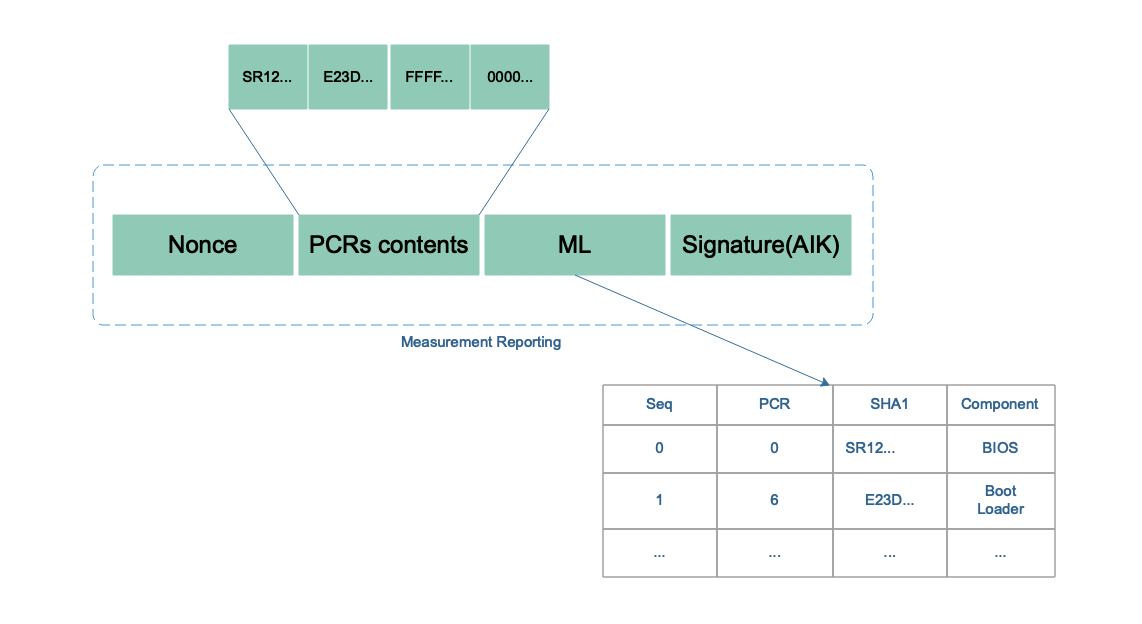 SR12... E23D... FFFF... 0000...
Nonce PCRs contents ML Signature(AIK)
Measurement Reporting
Seq PCR SHA1 Component
0 0 SR12... BIOS
1 6 E23D... Boot
Loader
... ... ... ...